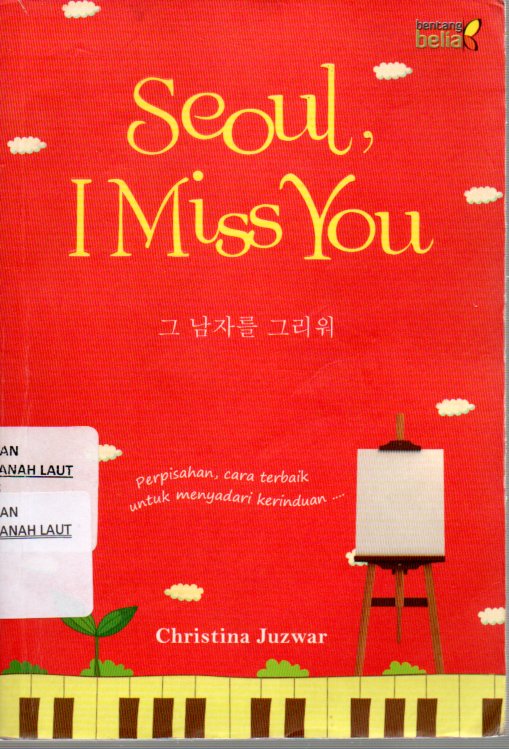 bentang
belia
Seoul,
I Miss You
그 남자를 그리워
AN
ANAH LAUT
AN
ANAH LAUT
Perpisahan, cara terbaik
untuk menyadari kerinduan ...
Christina Juzwar